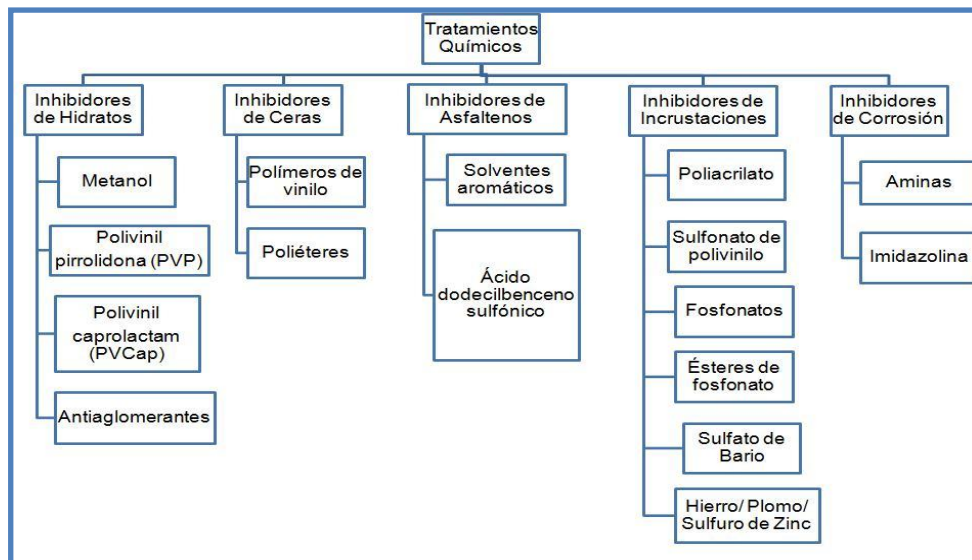 Tratamientos
Químicos
Inhibidores
de Hidratos
Metanol
Polivinil
pirrolidona (PVP)
Polivinil
caprolactam
(PVCap)
Antiaglomerantes
Inhibidores
de Ceras
Polímeros de
vinilo
Poliéteres
Inhibidores de
Asfaltenos
Solventes
aromáticos
Ácido
dodecilbenceno
sulfónico
Inhibidores de
Incrustaciones
Poliacrilato
Sulfonato de
polivinilo
Fosfonatos
Ésteres de
fosfonato
Sulfato de
Bario
Hierro/ Plomo/
Sulfuro de Zinc
Inhibidores
de Corrosión
Aminas
Imidazolina